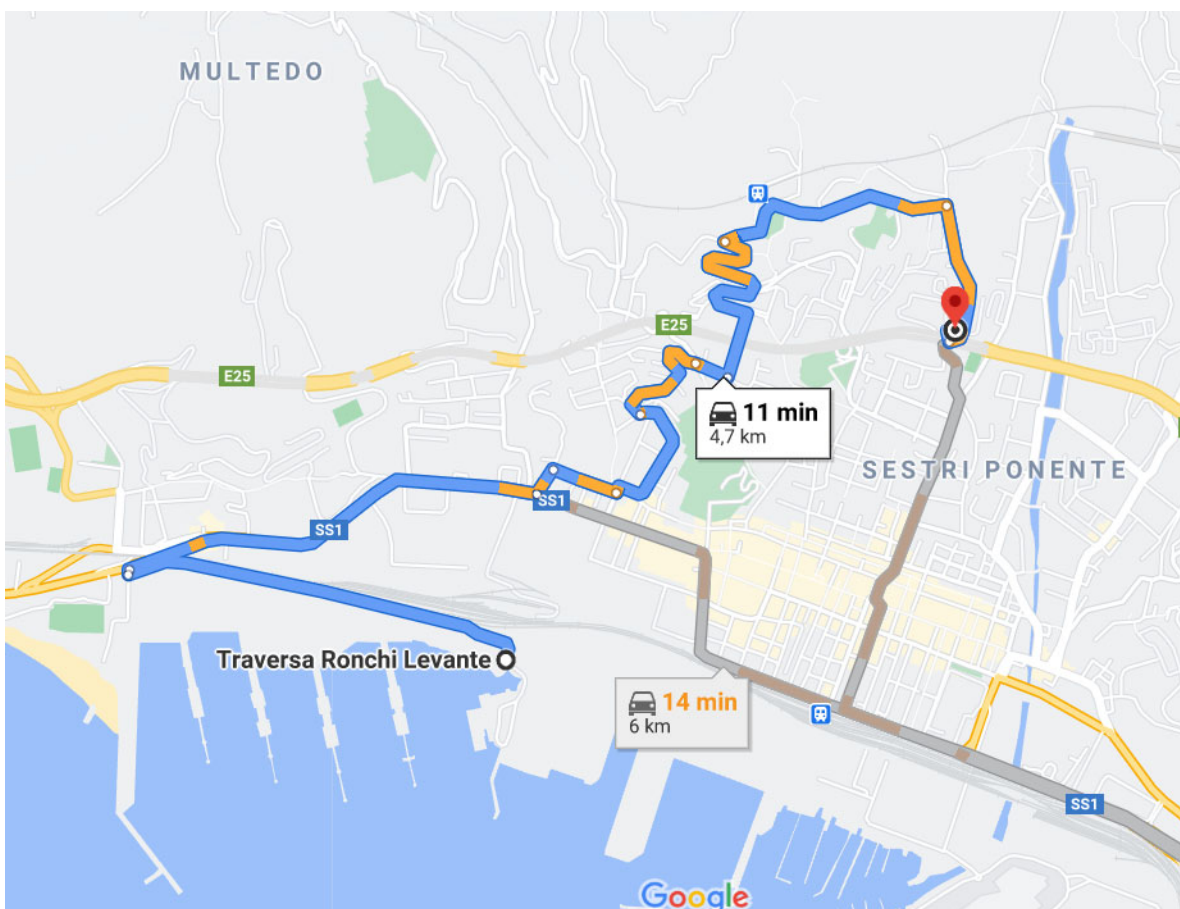 MULTEDO
E25
E25
11 min
4,7 km
SESTRI PONENTE
SS1
SS1
Traversa Ronchi Levante
14 min
6 km
SS1
Google